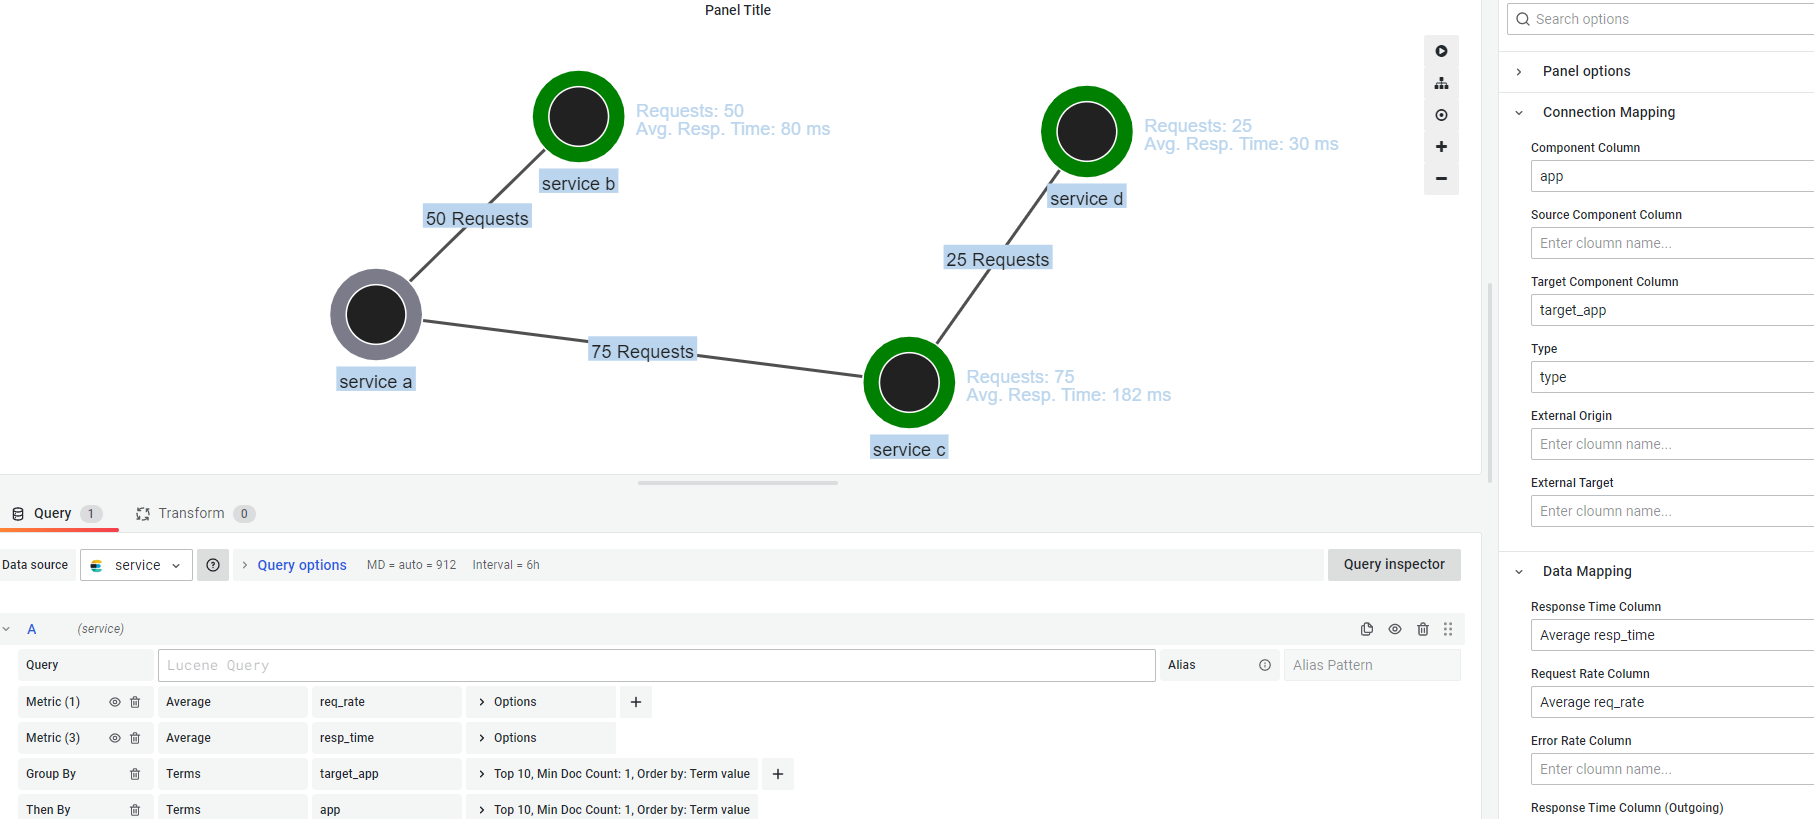 Panel Title
Requests: 50
Avg. Resp. Time: 80 ms
service b
Requests: 25
Avg. Resp. Time: 30 ms
service d
50 Requests
25 Requests
75 Requests
service a
Requests: 75
Avg. Resp. Time: 182 ms
service c
Query 1
Transform 0
Data source
service
Query options
MD = auto = 912
Interval = 6h
Query inspector
A
(service)
Query
Lucene Query
Alias
Alias Pattern
Metric (1)
Average
req_rate
Options
Metric (3)
Average
resp_time
Options
Group By
Terms
target_app
Top 10, Min Doc Count: 1, Order by: Term value
Then By
Terms
app
Top 10, Min Doc Count: 1, Order by: Term value
Search options
Panel options
Connection Mapping
Component Column
app
Source Component Column
Enter cloumn name...
Target Component Column
target_app
Type
type
External Origin
Enter cloumn name...
External Target
Enter cloumn name...
Data Mapping
Response Time Column
Average resp_time
Request Rate Column
Average req_rate
Error Rate Column
Enter cloumn name...
Response Time Column (Outgoing)